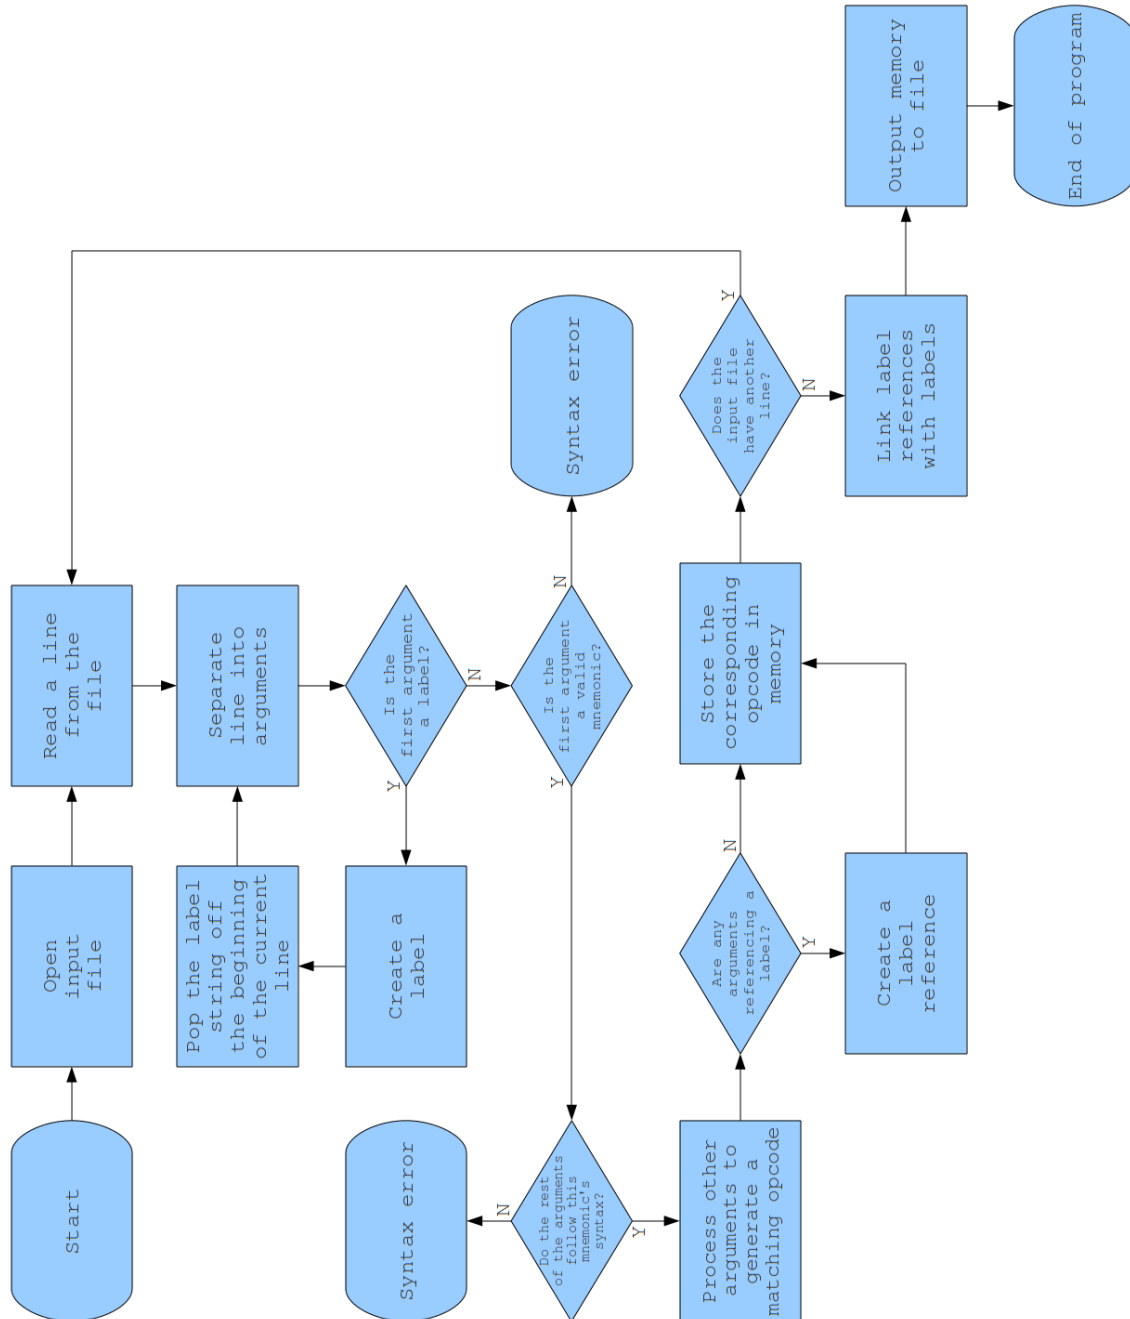 Start
Open
input
file
Read a line
from the
file
Pop the label
string off
the beginning
of the current
line
Separate
line into
arguments
Syntax error
Create a
label
Y
Is the
first argument
a label?
N
Do the rest
of the arguments
follow this
mnemonic's
syntax?
N
Y
Y
Is the
first argument
a valid
mnemonic?
N
Syntax error
Process other
arguments to
generate a
matching opcode
Are any
arguments
referencing a
label?
N
Y
Store the
corresponding
opcode in
memory
Does the
input file
have another
line?
Y
N
Create a
label
reference
Link label
references
with labels
Output memory
to file
End of program